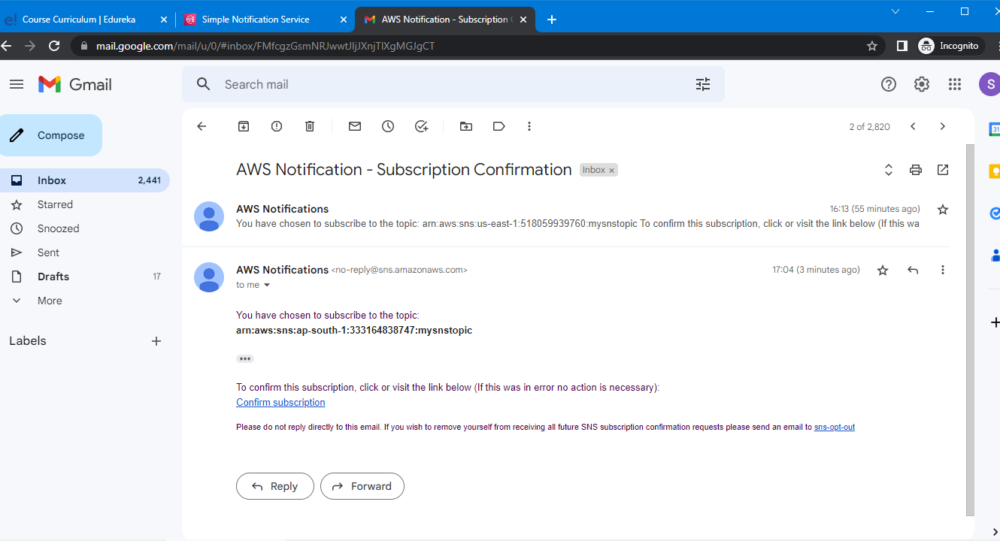 Course Curriculum | Edureka
Simple Notification Service
AWS Notification - Subscription C
mail.google.com/mail/u/0/#inbox/FMfcgzGsmNRJwwtJljJXnjTlXgMGJgCT
Incognito
Gmail
Search mail
S
Compose
2 of 2,820
31
AWS Notification - Subscription Confirmation
Inbox x
Inbox 2,441
Starred
Snoozed
Sent
Drafts 17
More
Labels
AWS Notifications 16:13 (55 minutes ago)
You have chosen to subscribe to the topic: arn:aws:sns:us-east-1:518059939760:mysnstopic To confirm this subscription, click or visit the link below (If this wa
AWS Notifications <no-reply@sns.amazonaws.com> 17:04 (3 minutes ago)
to me
You have chosen to subscribe to the topic:
arn:aws:sns:ap-south-1:333164838747:mysnstopic
To confirm this subscription, click or visit the link below (If this was in error no action is necessary):
Confirm subscription
Please do not reply directly to this email. If you wish to remove yourself from receiving all future SNS subscription confirmation requests please send an email to sns-opt-out
Reply
Forward